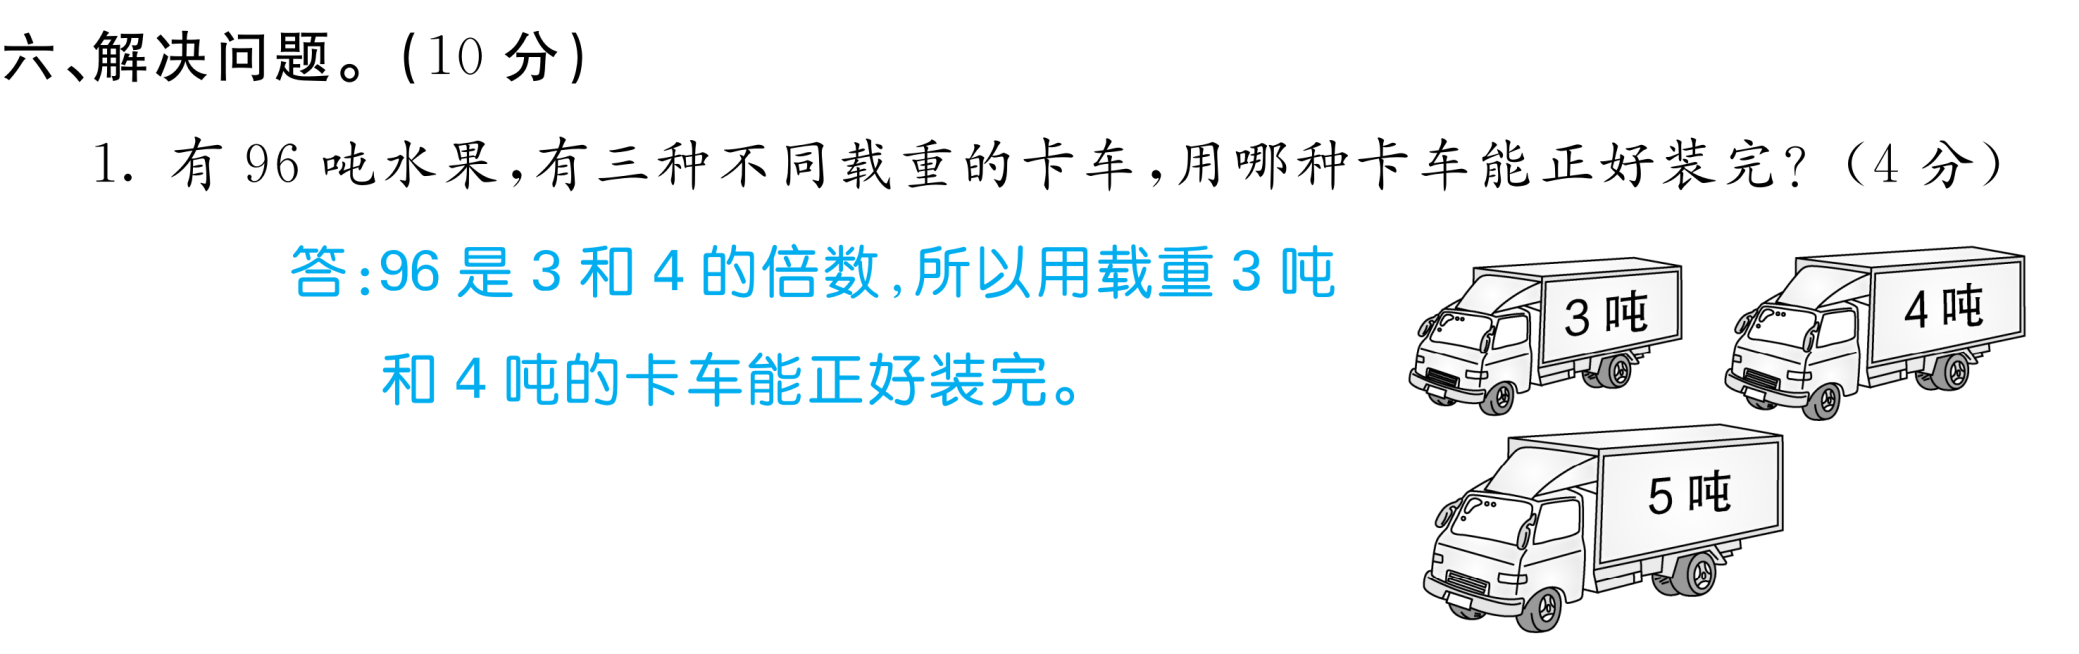 六、解决问题。(10 分)
1. 有 96 吨水果,有三种不同载重的卡车,用哪种卡车能正好装完?(4 分)
答:96 是 3 和 4 的倍数,所以用载重 3 吨
和 4 吨的卡车能正好装完。
3 吨
4 吨
5 吨